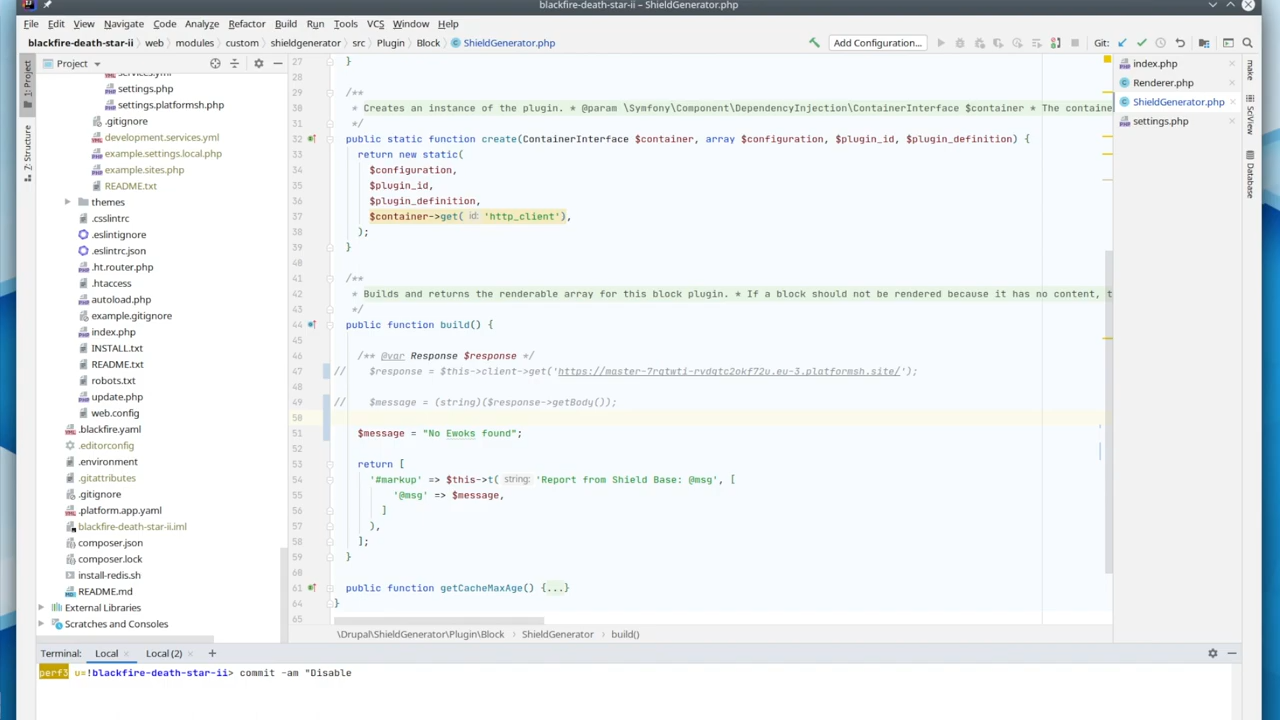 blackfire-death-star-ii – ShieldGenerator.php
File Edit View Navigate Code Analyze Refactor Build Run Tools VCS Window Help
blackfire-death-star-ii › web › modules › custom › shieldgenerator › src › Plugin › Block › ShieldGenerator.php
Add Configuration...
Git:
Project
settings.php
settings.platformsh.php
.gitignore
development.services.yml
example.settings.local.php
example.sites.php
README.txt
themes
.csslintrc
.eslintignore
.eslintrc.json
.ht.router.php
.htaccess
autoload.php
example.gitignore
index.php
INSTALL.txt
README.txt
robots.txt
update.php
web.config
.blackfire.yaml
.editorconfig
.environment
.gitattributes
.gitignore
.platform.app.yaml
blackfire-death-star-ii.iml
composer.json
composer.lock
install-redis.sh
README.md
External Libraries
Scratches and Consoles
1: Project
7: Structure
27 }
28
29 /**
30 * Creates an instance of the plugin. * @param \Symfony\Component\DependencyInjection\ContainerInterface $container * The containe
31 */
32 public static function create(ContainerInterface $container, array $configuration, $plugin_id, $plugin_definition) {
33 return new static(
34 $configuration,
35 $plugin_id,
36 $plugin_definition,
37 $container->get( id: 'http_client'),
38 );
39 }
40
41 /**
42 * Builds and returns the renderable array for this block plugin. * If a block should not be rendered because it has no content, t
43 */
44 public function build() {
45
46 /** @var Response $response */
47 // $response = $this->client->get('https://master-7rqtwti-rvdqtc2okf72u.eu-3.platformsh.site/');
48
49 // $message = (string)($response->getBody());
50
51 $message = "No Ewoks found";
52
53 return [
54 '#markup' => $this->t( string: 'Report from Shield Base: @msg', [
55 '@msg' => $message,
56 ]
57 ),
58 ];
59 }
60
61 public function getCacheMaxAge() {...}
64 }
65
\Drupal\ShieldGenerator\Plugin\Block › ShieldGenerator › build()
index.php
Renderer.php
ShieldGenerator.php
settings.php
make
SciView
Database
Terminal: Local Local (2) +
perf3 u=!blackfire-death-star-ii> commit -am "Disable